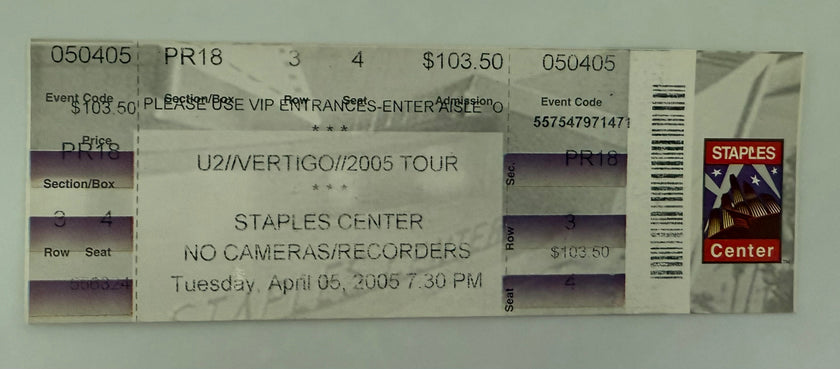 050405
Event Code
$103.50
Price
PR18
Section/Box
3 4
Row Seat
PR18 3 4 $103.50
Section/Box Row Seat Admission
PLEASE USE VIP ENTRANCES-ENTER AISLE O
***
U2//VERTIGO//2005 TOUR
***
STAPLES CENTER
NO CAMERAS/RECORDERS
Tuesday, April 05, 2005 7:30 PM
050405
Event Code
557547971471
Sec. PR18
Row 3
$103.50
Seat 4
STAPLES
Center